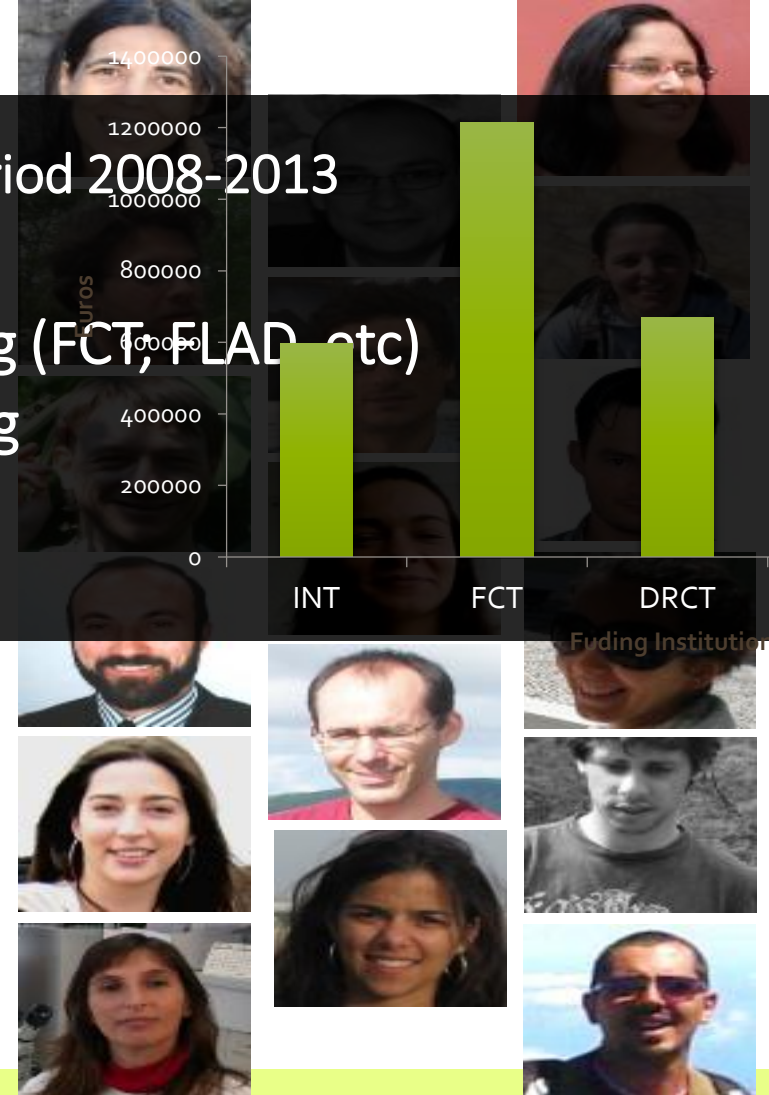 1400000
1200000
riod 2008-2013
1000000
800000
Euros
600000
g (FCT, FLAD, etc)
400000
g
200000
0
INT FCT DRCT
Fuding Institution